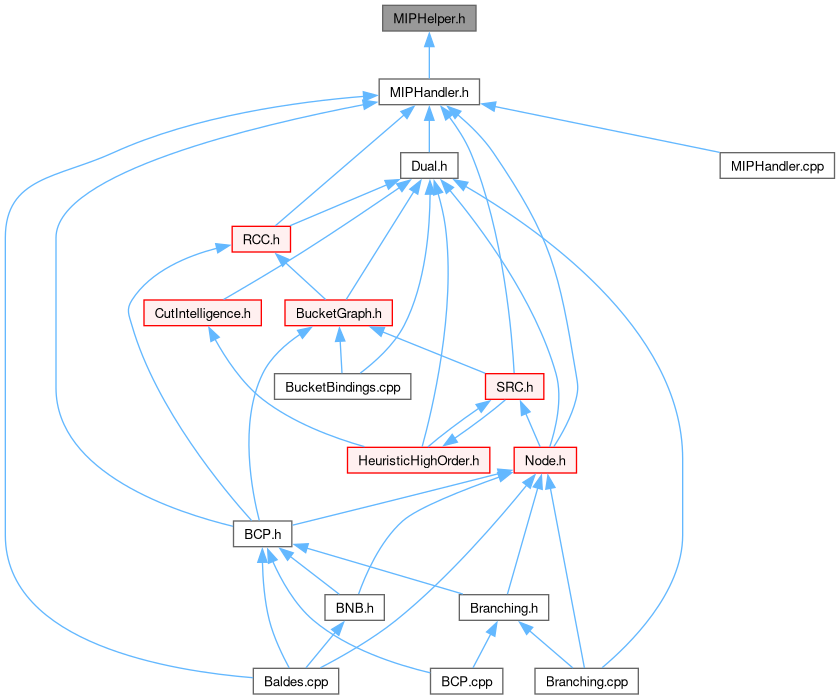 MIPHelper.h
MIPHandler.h
Dual.h
MIPHandler.cpp
RCC.h
CutIntelligence.h
BucketGraph.h
BucketBindings.cpp
SRC.h
HeuristicHighOrder.h
Node.h
BCP.h
BNB.h
Branching.h
Baldes.cpp
BCP.cpp
Branching.cpp